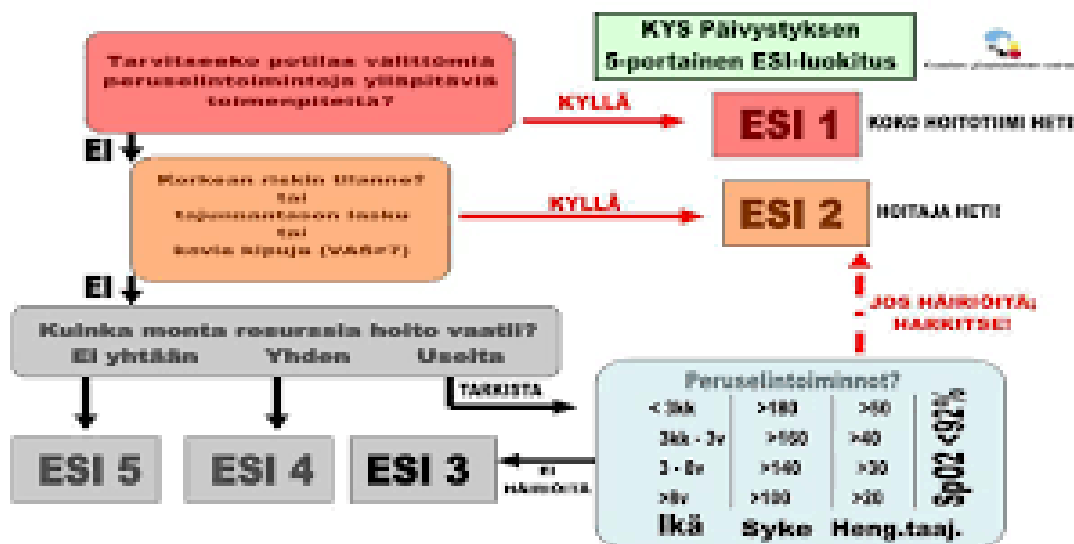 KYS Päivystyksen
5-portainen ESI-luokitus
Tarvitseeko potilas välittömiä
peruselintoimintoja ylläpitäviä
toimenpiteitä?
KYLLÄ
ESI 1
KOKO HOITOTIIMI HETI!
EI
Korkean riskin tilanne?
tai
tajunnantason lasku
tai
kovia kipuja
KYLLÄ
ESI 2
HOITAJA HETI!
EI
JOS HÄIRIÖITÄ;
HARKITSE!
Kuinka monta resurssia hoito vaatii?
Ei yhtään Yhden Useita
TARKISTA
Peruselintoiminnot?
< 3kk >180 >50
3kk - 3v >160 >40
3 - 8v >140 >30
>8v >100 >20
Ikä Syke Heng.taaj.
SpO2 <92%
ESI 5
ESI 4
ESI 3
EI
HÄIRIÖITÄ